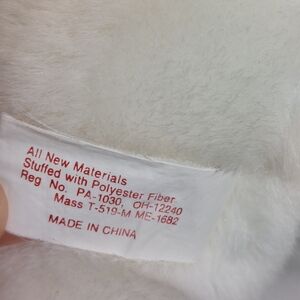 All New Materials
Stuffed with Polyester Fiber
Reg No. PA-1030, OH-12240
Mass T-519-M ME-1682
MADE IN CHINA